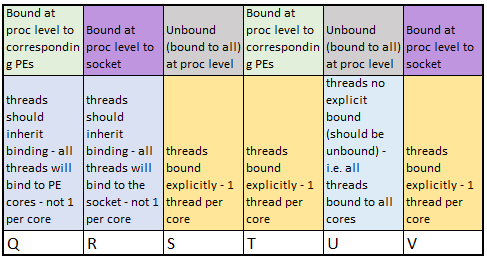 Bound at
proc level to
correspondin
g PEs
Bound at
proc level to
socket
Unbound
(bound to all)
at proc level
Bound at
proc level to
correspondin
g PEs
Unbound
(bound to all)
at proc level
Bound at
proc level to
socket
threads
should
inherit
binding - all
threads will
bind to PE
cores - not 1
per core
threads
should
inherit
binding - all
threads will
bind to the
socket - not 1
per core
threads
bound
explicitly - 1
thread per
core
threads
bound
explicitly - 1
thread per
core
threads no
explicit
bound
(should be
unbound) -
i.e. all
threads
bound to all
cores
threads
bound
explicitly - 1
thread per
core
Q
R
S
T
U
V